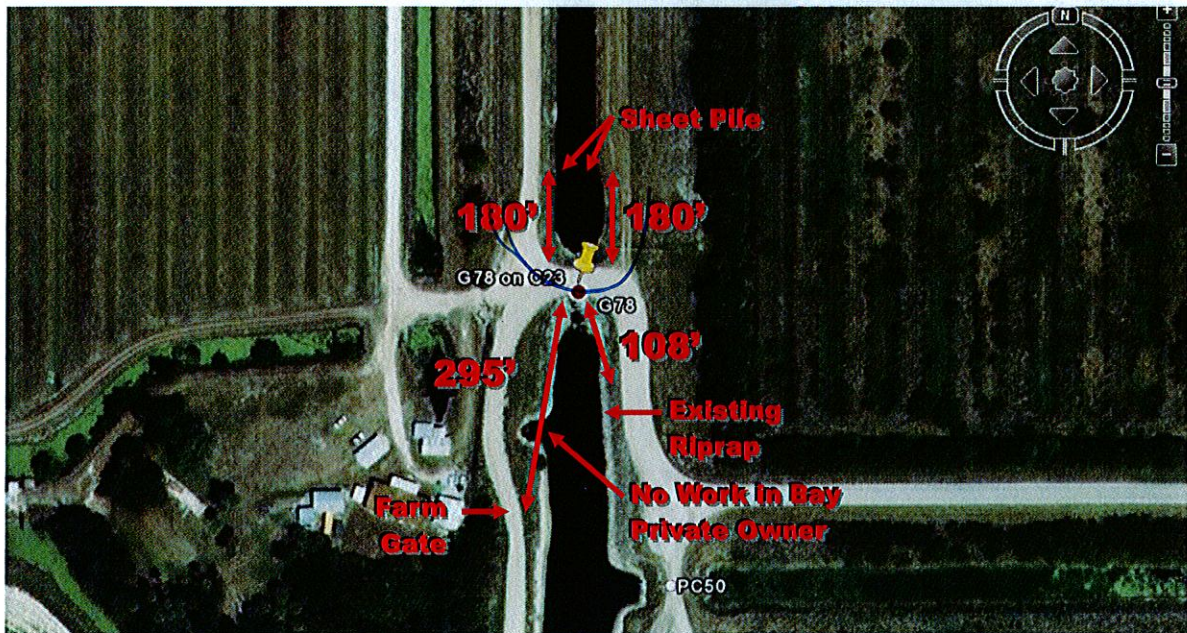 N
+
Sheet Pile
180'
180'
G78 on C23
G78
108'
295'
Existing
Riprap
Farm
Gate
No Work in Bay
Private Owner
PC50
−